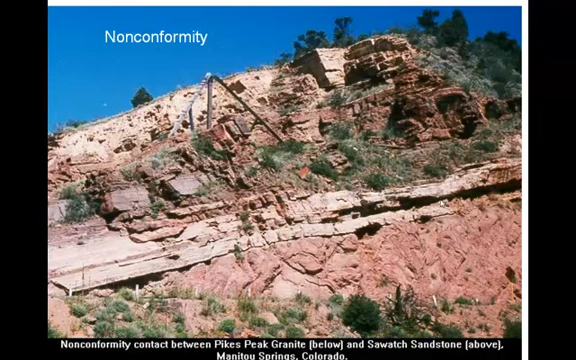 Nonconformity
Nonconformity contact between Pikes Peak Granite (below) and Sawatch Sandstone (above),
Manitou Springs, Colorado.